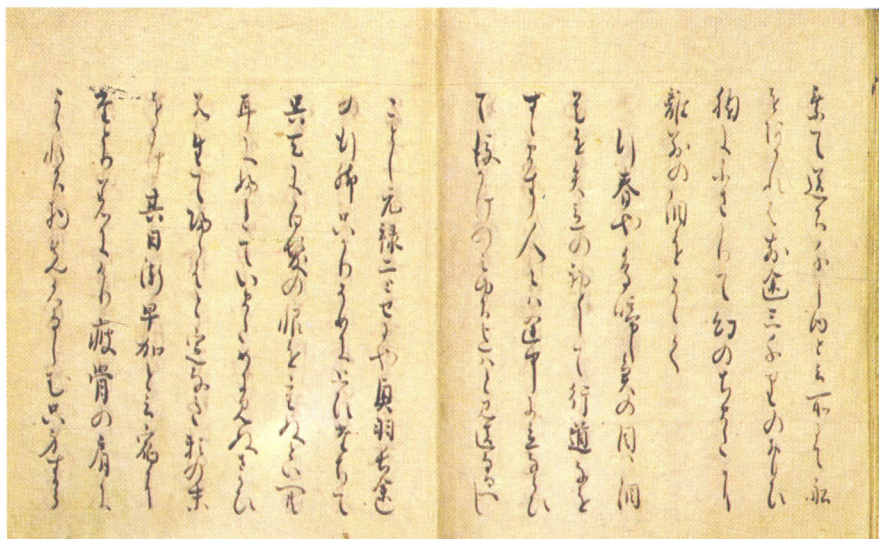 乗て送る千しゆと云所にて船
をあかれは前途三千里のおもひ
胸にふさかりて幻のちまたに
離別の泪をそゝく
行春や鳥啼魚の目は泪
是を矢立の初として行道なを
すゝます人々は途中に立ならひ
て後かけのみゆる迄はと見送なるへし
ことし元禄二とせにや奥羽長途
の行脚只かりそめに思ひたちて
呉天に白髪の恨を重ぬといへ共
耳にふれていまために見ぬさかひ
若生て帰らはと定なき頼の末
をかけ其日漸早加と云宿に
たとり着にけり痩骨の肩に
かゝれる物先くるしむ只身すから